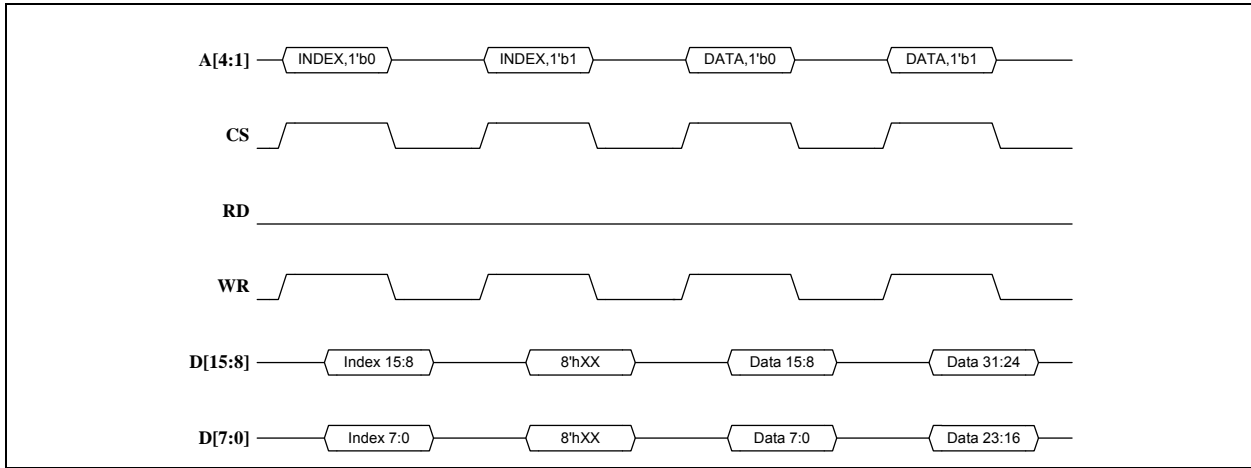 A[4:1] INDEX,1'b0 INDEX,1'b1 DATA,1'b0 DATA,1'b1
CS
RD
WR
D[15:8] Index 15:8 8'hXX Data 15:8 Data 31:24
D[7:0] Index 7:0 8'hXX Data 7:0 Data 23:16